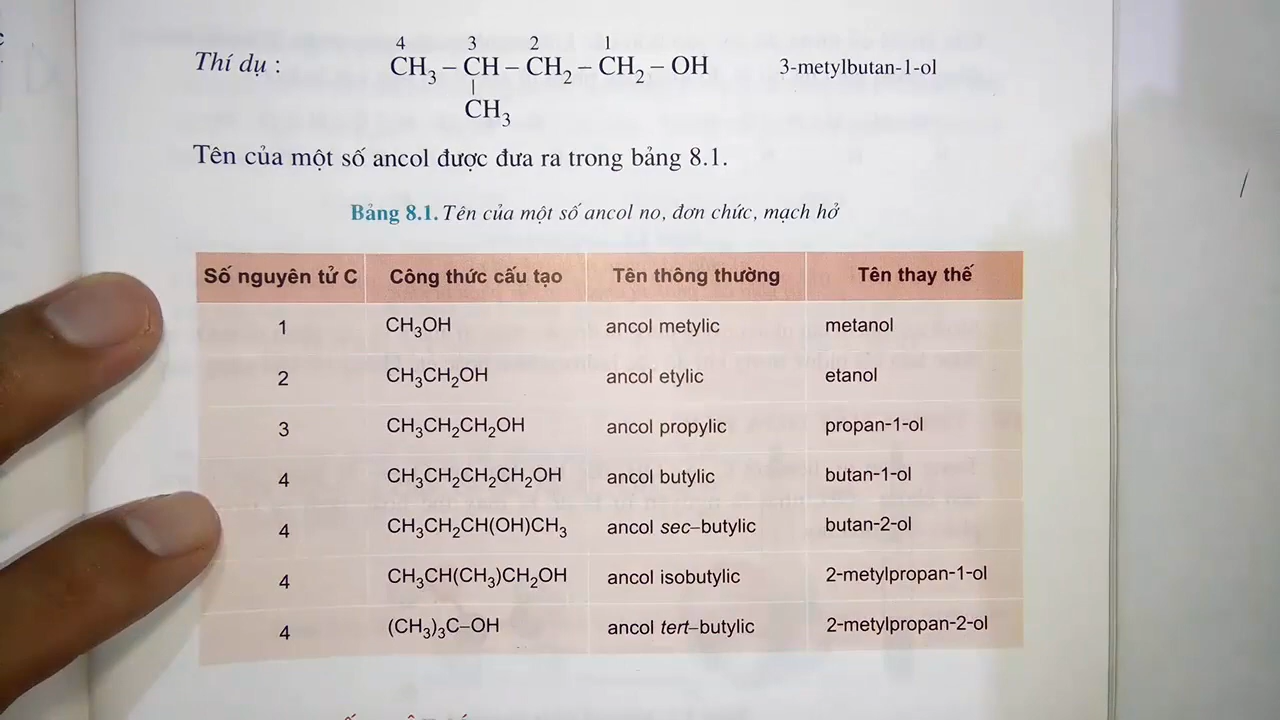 4 3 2 1
Thí dụ : CH₃ – CH – CH₂ – CH₂ – OH 3-metylbutan-1-ol
CH₃
Tên của một số ancol được đưa ra trong bảng 8.1.
Bảng 8.1. Tên của một số ancol no, đơn chức, mạch hở
Số nguyên tử C Công thức cấu tạo Tên thông thường Tên thay thế
1 CH₃OH ancol metylic metanol
2 CH₃CH₂OH ancol etylic etanol
3 CH₃CH₂CH₂OH ancol propylic propan-1-ol
4 CH₃CH₂CH₂CH₂OH ancol butylic butan-1-ol
4 CH₃CH₂CH(OH)CH₃ ancol sec–butylic butan-2-ol
4 CH₃CH(CH₃)CH₂OH ancol isobutylic 2-metylpropan-1-ol
4 (CH₃)₃C–OH ancol tert–butylic 2-metylpropan-2-ol